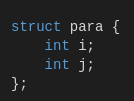 struct para {
    int i;
    int j;
};